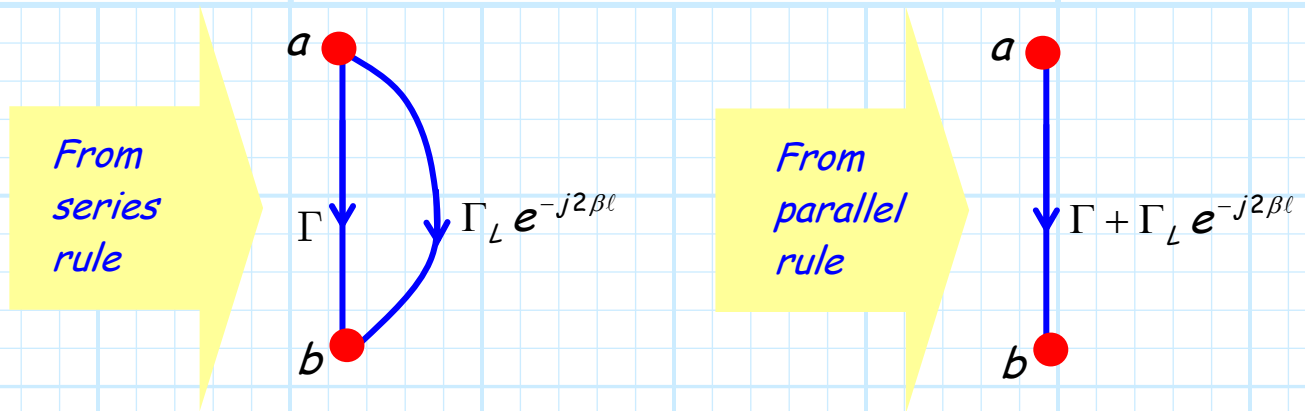 From
series
rule
a
Γ
Γ_L e^{-j2βℓ}
b
From
parallel
rule
a
Γ + Γ_L e^{-j2βℓ}
b